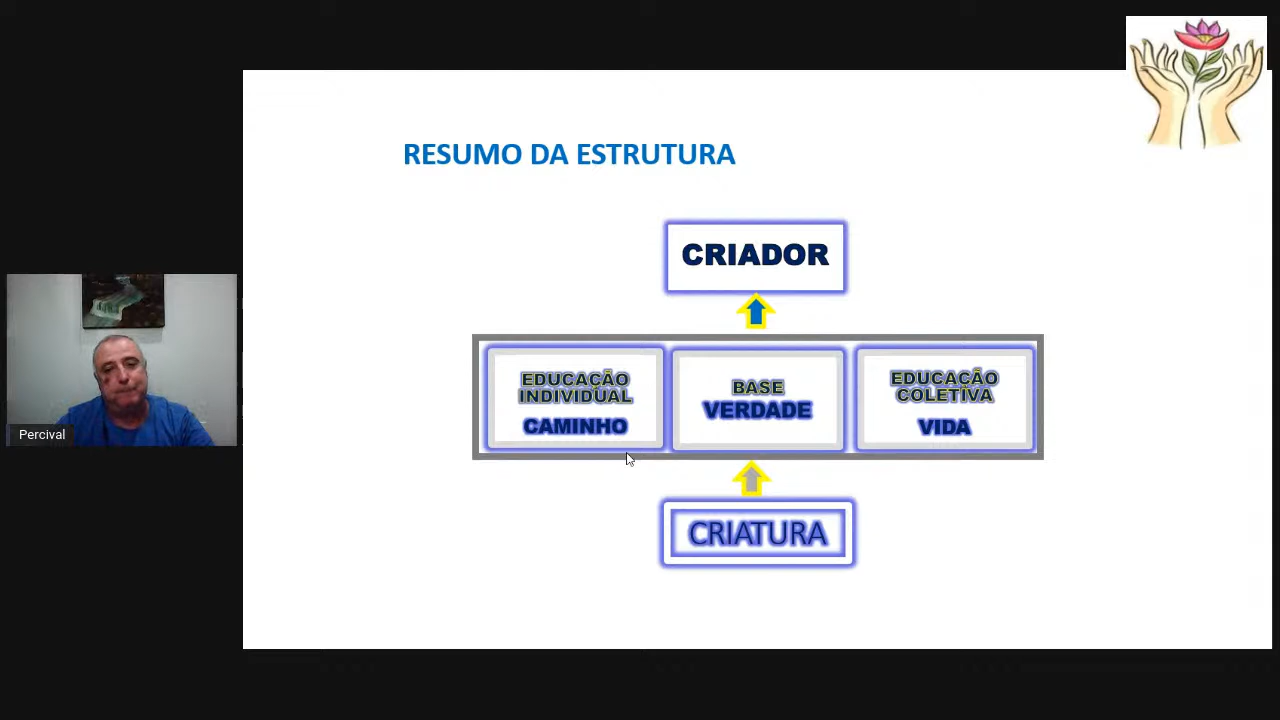 RESUMO DA ESTRUTURA
CRIADOR
EDUCAÇÃO
INDIVIDUAL
CAMINHO
BASE
VERDADE
EDUCAÇÃO
COLETIVA
VIDA
CRIATURA
Percival